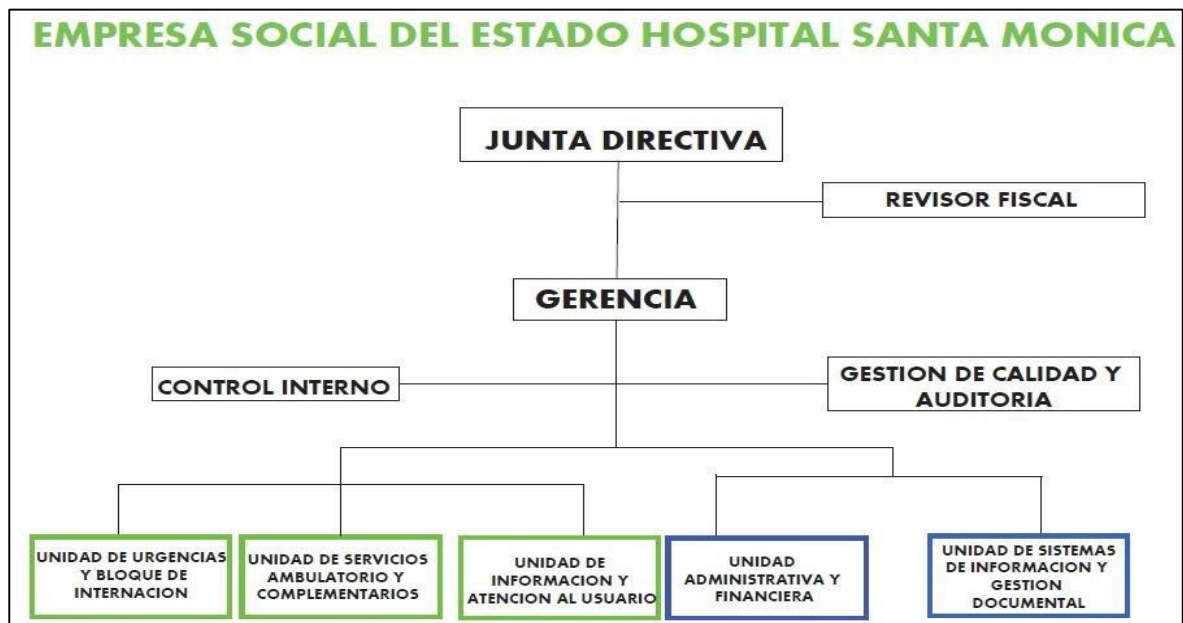 EMPRESA SOCIAL DEL ESTADO HOSPITAL SANTA MONICA
JUNTA DIRECTIVA
REVISOR FISCAL
GERENCIA
CONTROL INTERNO
GESTION DE CALIDAD Y
AUDITORIA
UNIDAD DE URGENCIAS
Y BLOQUE DE
INTERNACION
UNIDAD DE SERVICIOS
AMBULATORIO Y
COMPLEMENTARIOS
UNIDAD DE
INFORMACION Y
ATENCION AL USUARIO
UNIDAD
ADMINISTRATIVA Y
FINANCIERA
UNIDAD DE SISTEMAS
DE INFORMACION Y
GESTION
DOCUMENTAL